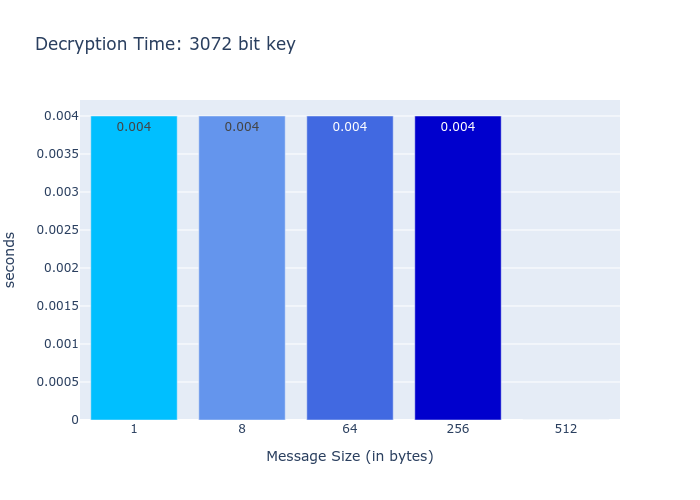 Decryption Time: 3072 bit key
0.004
0.0035
0.003
0.0025
0.002
0.0015
0.001
0.0005
0
seconds
0.004 0.004 0.004 0.004
1 8 64 256 512
Message Size (in bytes)